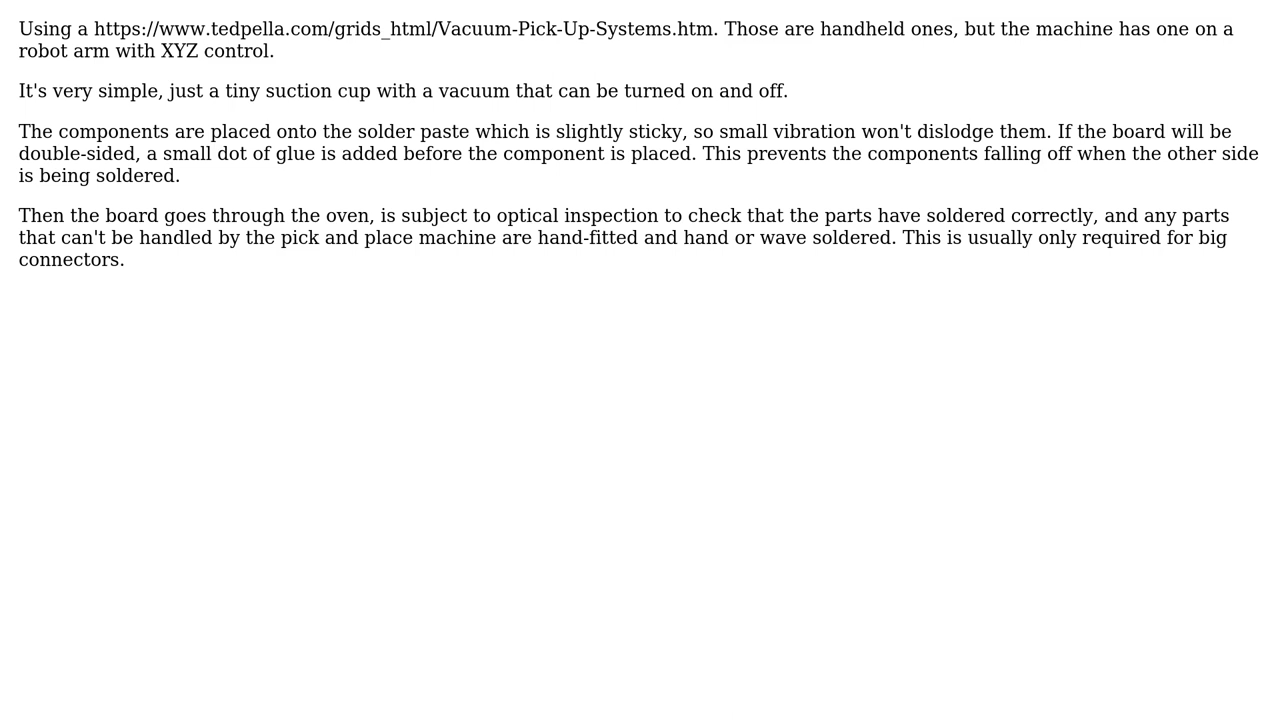 Using a https://www.tedpella.com/grids_html/Vacuum-Pick-Up-Systems.htm. Those are handheld ones, but the machine has one on a
robot arm with XYZ control.
It's very simple, just a tiny suction cup with a vacuum that can be turned on and off.
The components are placed onto the solder paste which is slightly sticky, so small vibration won't dislodge them. If the board will be
double-sided, a small dot of glue is added before the component is placed. This prevents the components falling off when the other side
is being soldered.
Then the board goes through the oven, is subject to optical inspection to check that the parts have soldered correctly, and any parts
that can't be handled by the pick and place machine are hand-fitted and hand or wave soldered. This is usually only required for big
connectors.